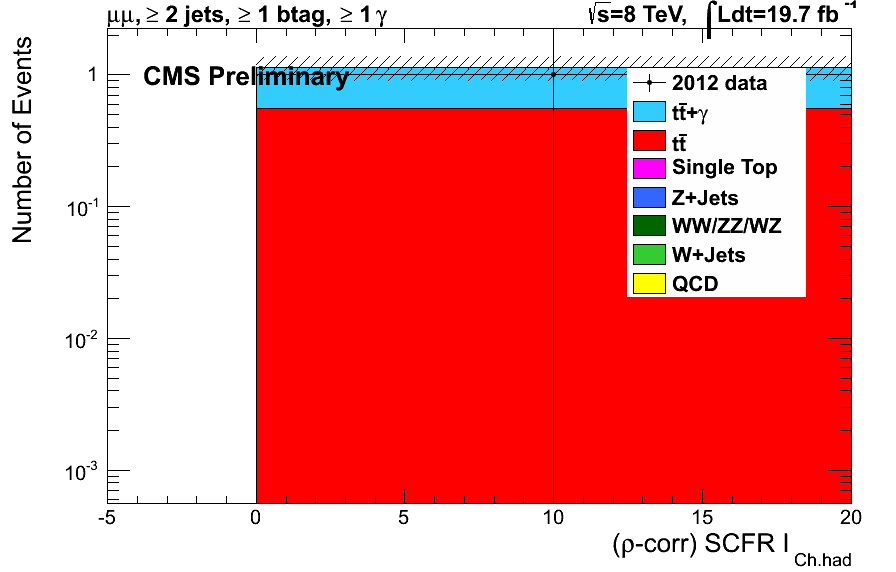 μμ, ≥ 2 jets, ≥ 1 btag, ≥ 1 γ
√s=8 TeV, ∫Ldt=19.7 fb⁻¹
CMS Preliminary
2012 data
tt̄+γ
tt̄
Single Top
Z+Jets
WW/ZZ/WZ
W+Jets
QCD
Number of Events
1
10⁻¹
10⁻²
10⁻³
-5 0 5 10 15 20
(ρ-corr) SCFR I_Ch.had